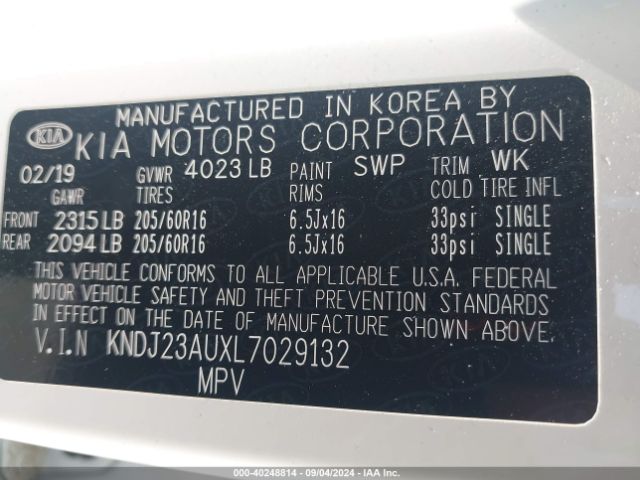 MANUFACTURED IN KOREA BY
KIA KIA MOTORS CORPORATION
02/19 GVWR 4023 LB PAINT SWP TRIM WK
GAWR TIRES RIMS COLD TIRE INFL
FRONT 2315 LB 205/60R16 6.5Jx16 33psi SINGLE
REAR 2094 LB 205/60R16 6.5Jx16 33psi SINGLE
THIS VEHICLE CONFORMS TO ALL APPLICABLE U.S.A. FEDERAL
MOTOR VEHICLE SAFETY AND THEFT PREVENTION STANDARDS
IN EFFECT ON THE DATE OF MANUFACTURE SHOWN ABOVE.
V.I.N KNDJ23AUXL7029132
MPV
000-40248814 - 09/04/2024 - IAA Inc.